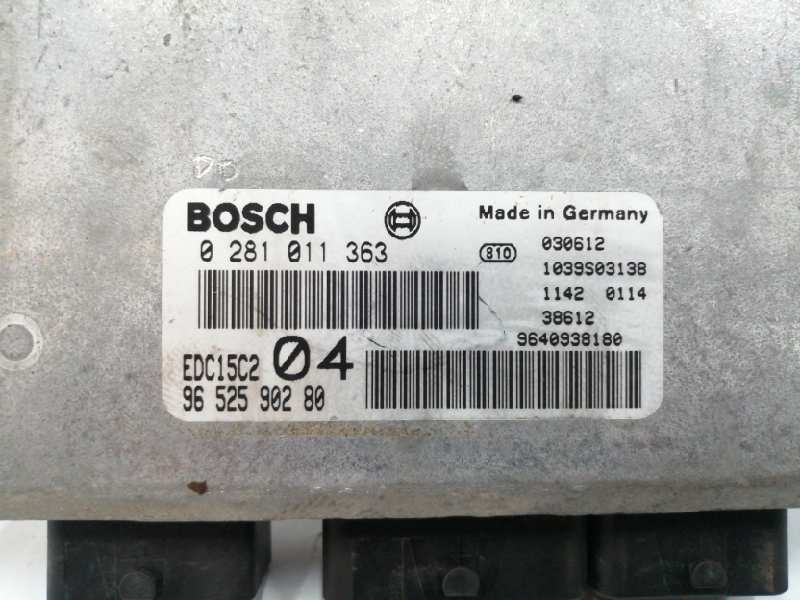 BOSCH
Made in Germany
0 281 011 363
310
030612
1039S03138
1142 0114
38612
9640938180
EDC15C2 04
96 525 902 80